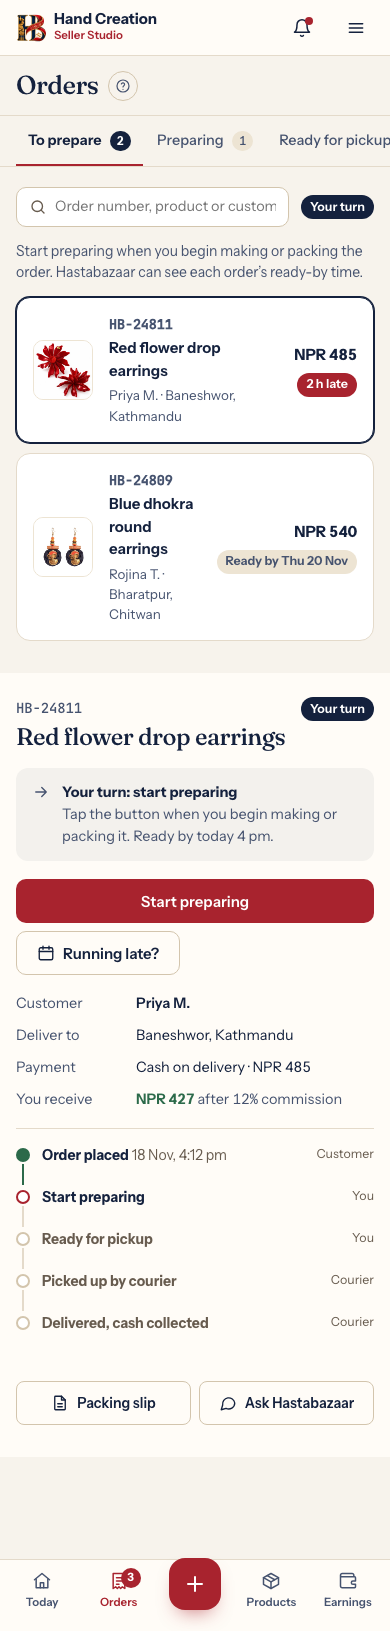 Hand Creation
Seller Studio
Orders
To prepare 2 Preparing 1 Ready for pickup
Order number, product or custom
Your turn
Start preparing when you begin making or packing the
order. Hastabazaar can see each order's ready-by time.
HB-24811
Red flower drop
earrings
Priya M. · Baneshwor,
Kathmandu
NPR 485
2 h late
HB-24809
Blue dhokra
round
earrings
Rojina T. ·
Bharatpur,
Chitwan
NPR 540
Ready by Thu 20 Nov
HB-24811
Your turn
Red flower drop earrings
Your turn: start preparing
Tap the button when you begin making or
packing it. Ready by today 4 pm.
Start preparing
Running late?
Customer Priya M.
Deliver to Baneshwor, Kathmandu
Payment Cash on delivery · NPR 485
You receive NPR 427 after 12% commission
Order placed 18 Nov, 4:12 pm Customer
Start preparing You
Ready for pickup You
Picked up by courier Courier
Delivered, cash collected Courier
Packing slip Ask Hastabazaar
3
Today Orders Products Earnings